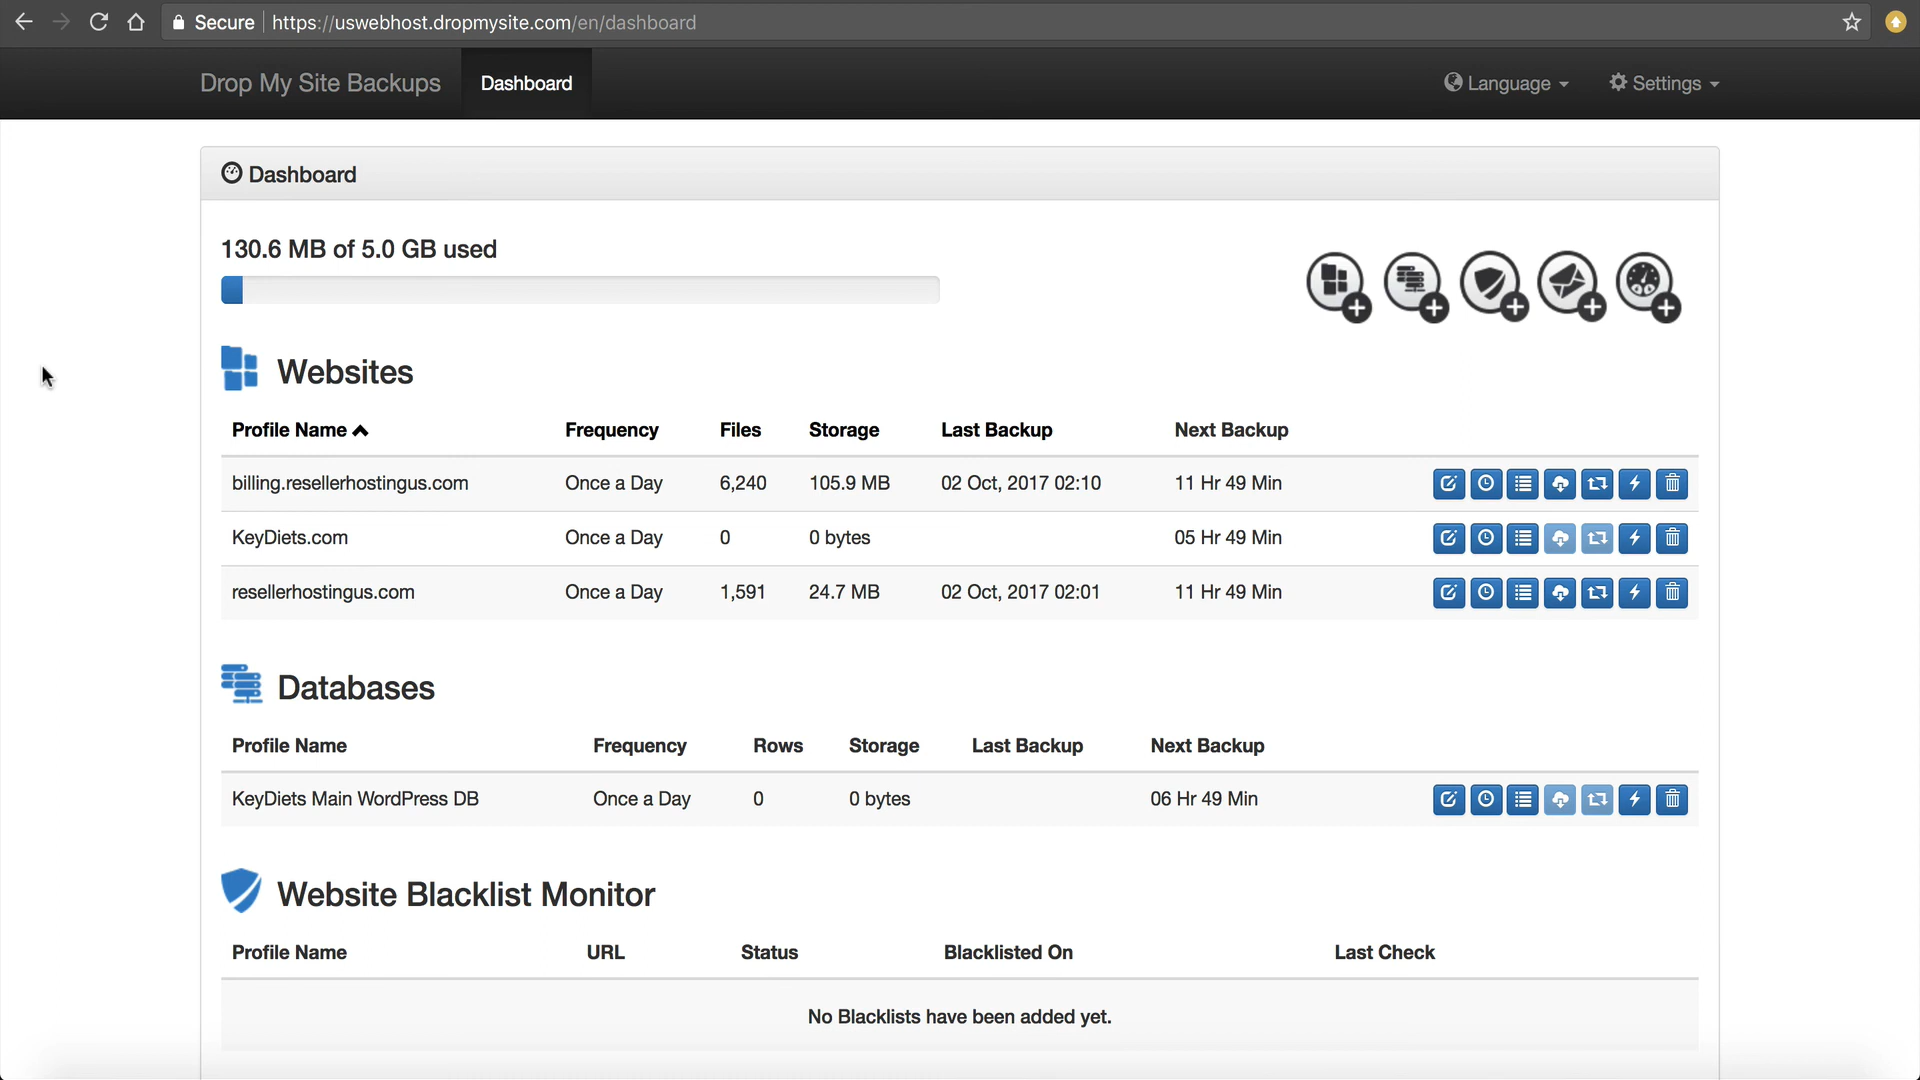 Secure https://uswebhost.dropmysite.com/en/dashboard
Drop My Site Backups Dashboard Language Settings
Dashboard
130.6 MB of 5.0 GB used
Websites
Profile Name Frequency Files Storage Last Backup Next Backup
billing.resellerhostingus.com Once a Day 6,240 105.9 MB 02 Oct, 2017 02:10 11 Hr 49 Min
KeyDiets.com Once a Day 0 0 bytes 05 Hr 49 Min
resellerhostingus.com Once a Day 1,591 24.7 MB 02 Oct, 2017 02:01 11 Hr 49 Min
Databases
Profile Name Frequency Rows Storage Last Backup Next Backup
KeyDiets Main WordPress DB Once a Day 0 0 bytes 06 Hr 49 Min
Website Blacklist Monitor
Profile Name URL Status Blacklisted On Last Check
No Blacklists have been added yet.